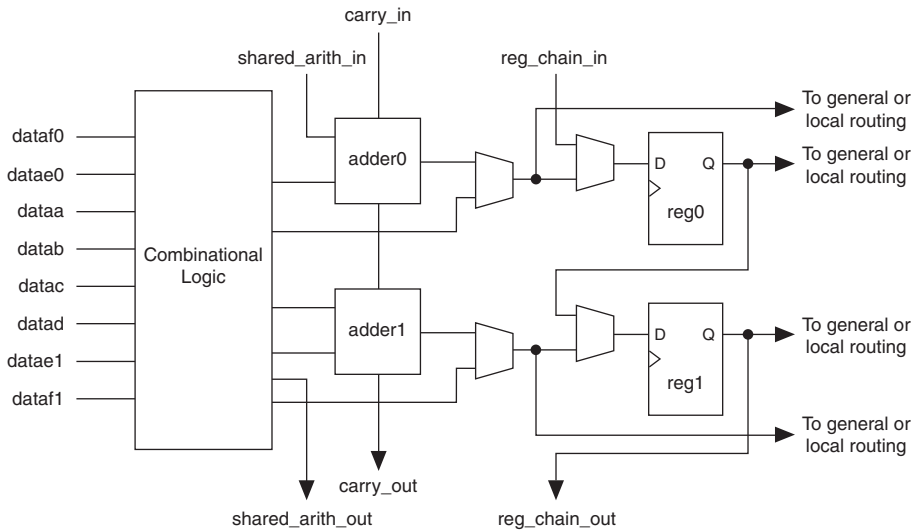 carry_in
shared_arith_in
reg_chain_in
To general or
local routing
dataf0
datae0
dataa
datab
datac
datad
datae1
dataf1
Combinational
Logic
adder0
D Q
reg0
To general or
local routing
adder1
D Q
reg1
To general or
local routing
To general or
local routing
carry_out
shared_arith_out
reg_chain_out